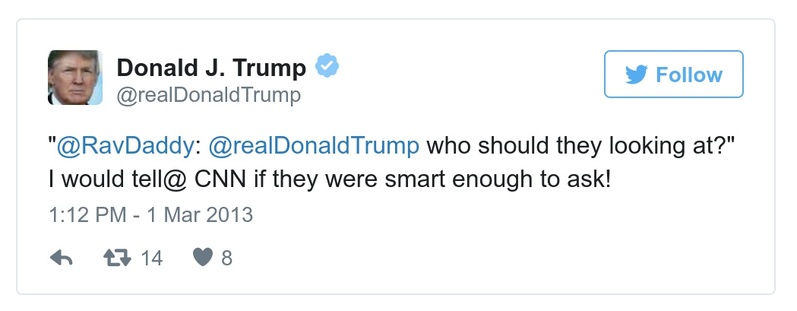 Donald J. Trump
Follow
@realDonaldTrump
"@RavDaddy: @realDonaldTrump who should they looking at?"
I would tell@ CNN if they were smart enough to ask!
1:12 PM - 1 Mar 2013
14 8